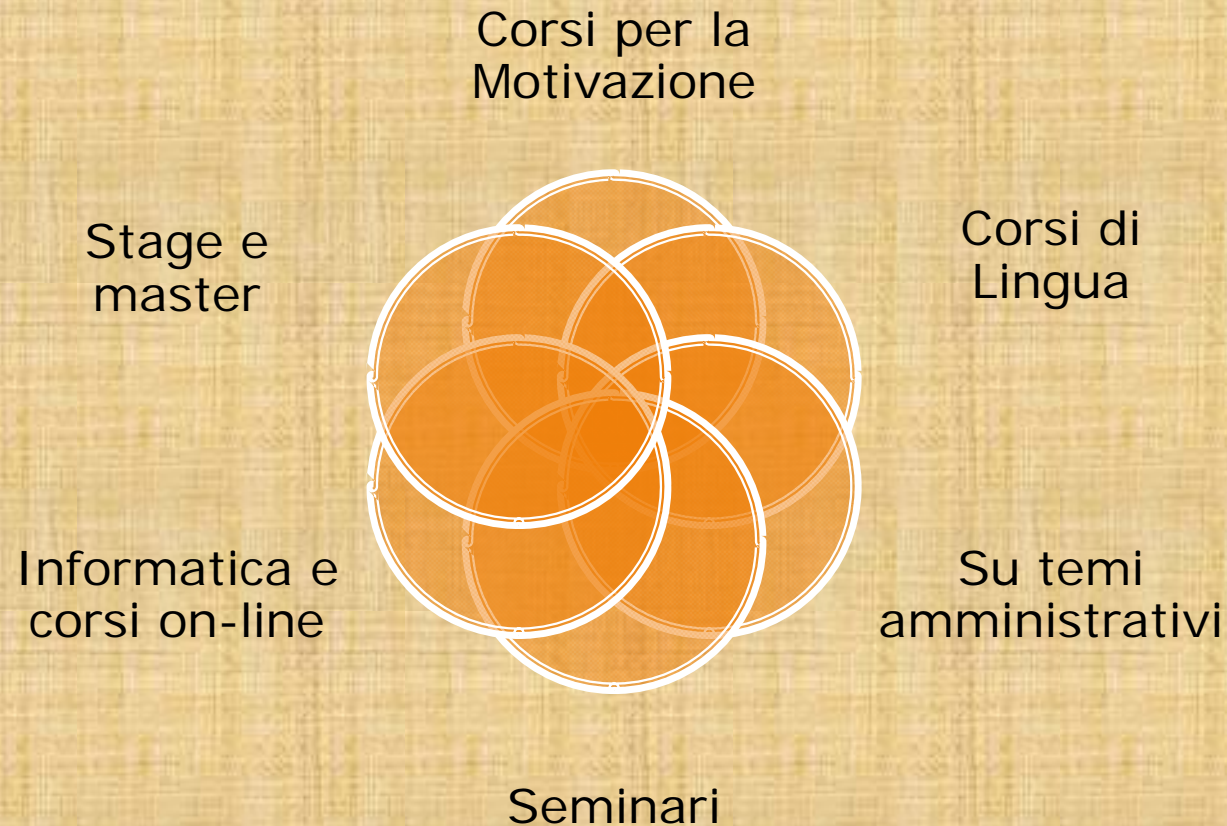 Corsi per la
Motivazione
Stage e
master
Corsi di
Lingua
Informatica e
corsi on-line
Su temi
amministrativi
Seminari